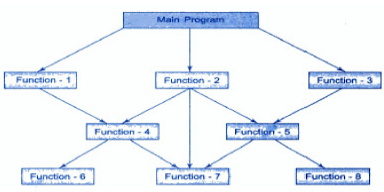 Main Program
Function - 1
Function - 2
Function - 3
Function - 4
Function - 5
Function - 6
Function - 7
Function - 8